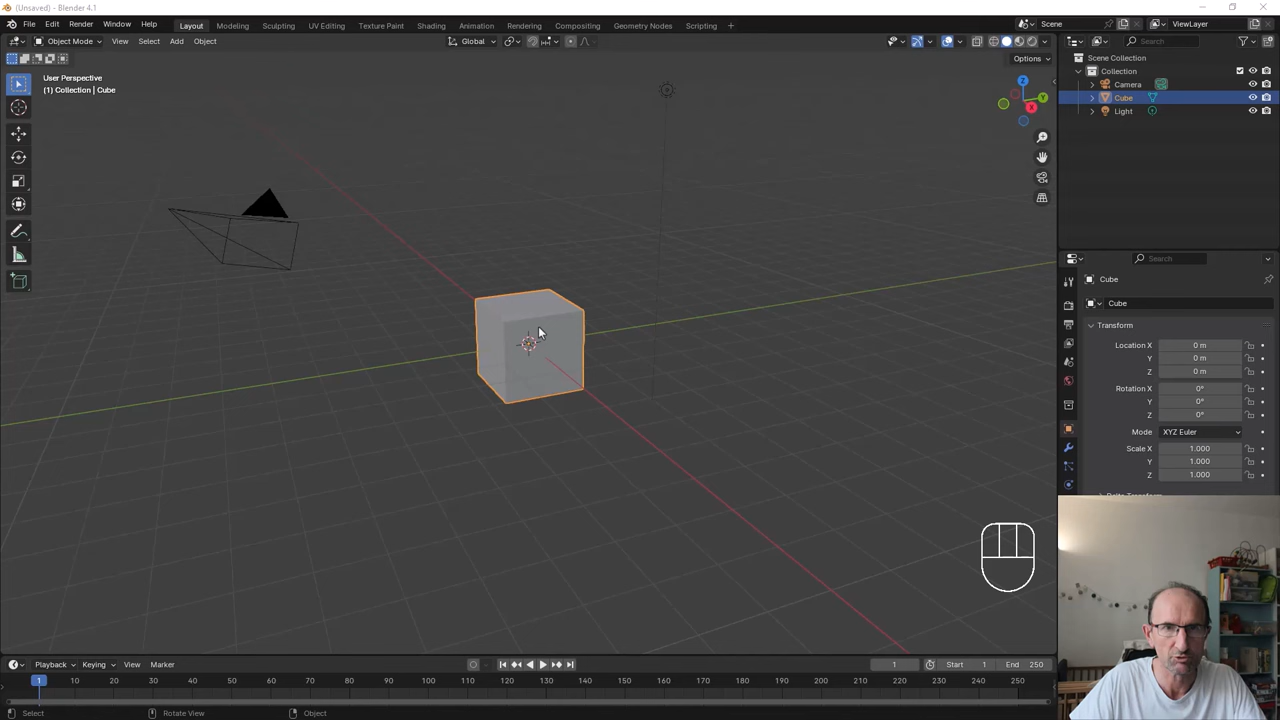 (Unsaved) - Blender 4.1
File Edit Render Window Help Layout Modeling Sculpting UV Editing Texture Paint Shading Animation Rendering Compositing Geometry Nodes Scripting + Scene ViewLayer
Object Mode View Select Add Object Global Search
Options
User Perspective
(1) Collection | Cube
Z
Y
X
Scene Collection
Collection
Camera
Cube
Light
Search
Cube
Cube
Transform
Location X 0 m
Y 0 m
Z 0 m
Rotation X 0°
Y 0°
Z 0°
Mode XYZ Euler
Scale X 1.000
Y 1.000
Z 1.000
Playback Keying View Marker 1 Start 1 End 250
1 10 20 30 40 50 60 70 80 90 100 110 120 130 140 150 160 170 180 190 200 210 220 230 240 250
Select Rotate View Object